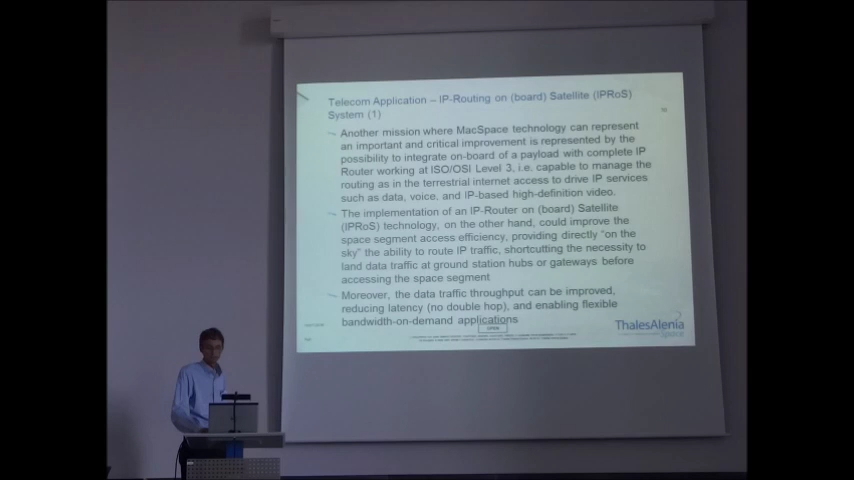 Telecom Application – IP-Routing on (board) Satellite (IPRoS)
System (1)
Another mission where MacSpace technology can represent
an important and critical improvement is represented by the
possibility to integrate on-board of a payload with complete IP
Router working at ISO/OSI Level 3, i.e. capable to manage the
routing as in the terrestrial internet access to drive IP services
such as data, voice, and IP-based high-definition video.
The implementation of an IP-Router on (board) Satellite
(IPRoS) technology, on the other hand, could improve the
space segment access efficiency, providing directly "on the
sky" the ability to route IP traffic, shortcutting the necessity to
land data traffic at ground station hubs or gateways before
accessing the space segment
Moreover, the data traffic throughput can be improved,
reducing latency (no double hop), and enabling flexible
bandwidth-on-demand applications
OPEN
ThalesAlenia
Space